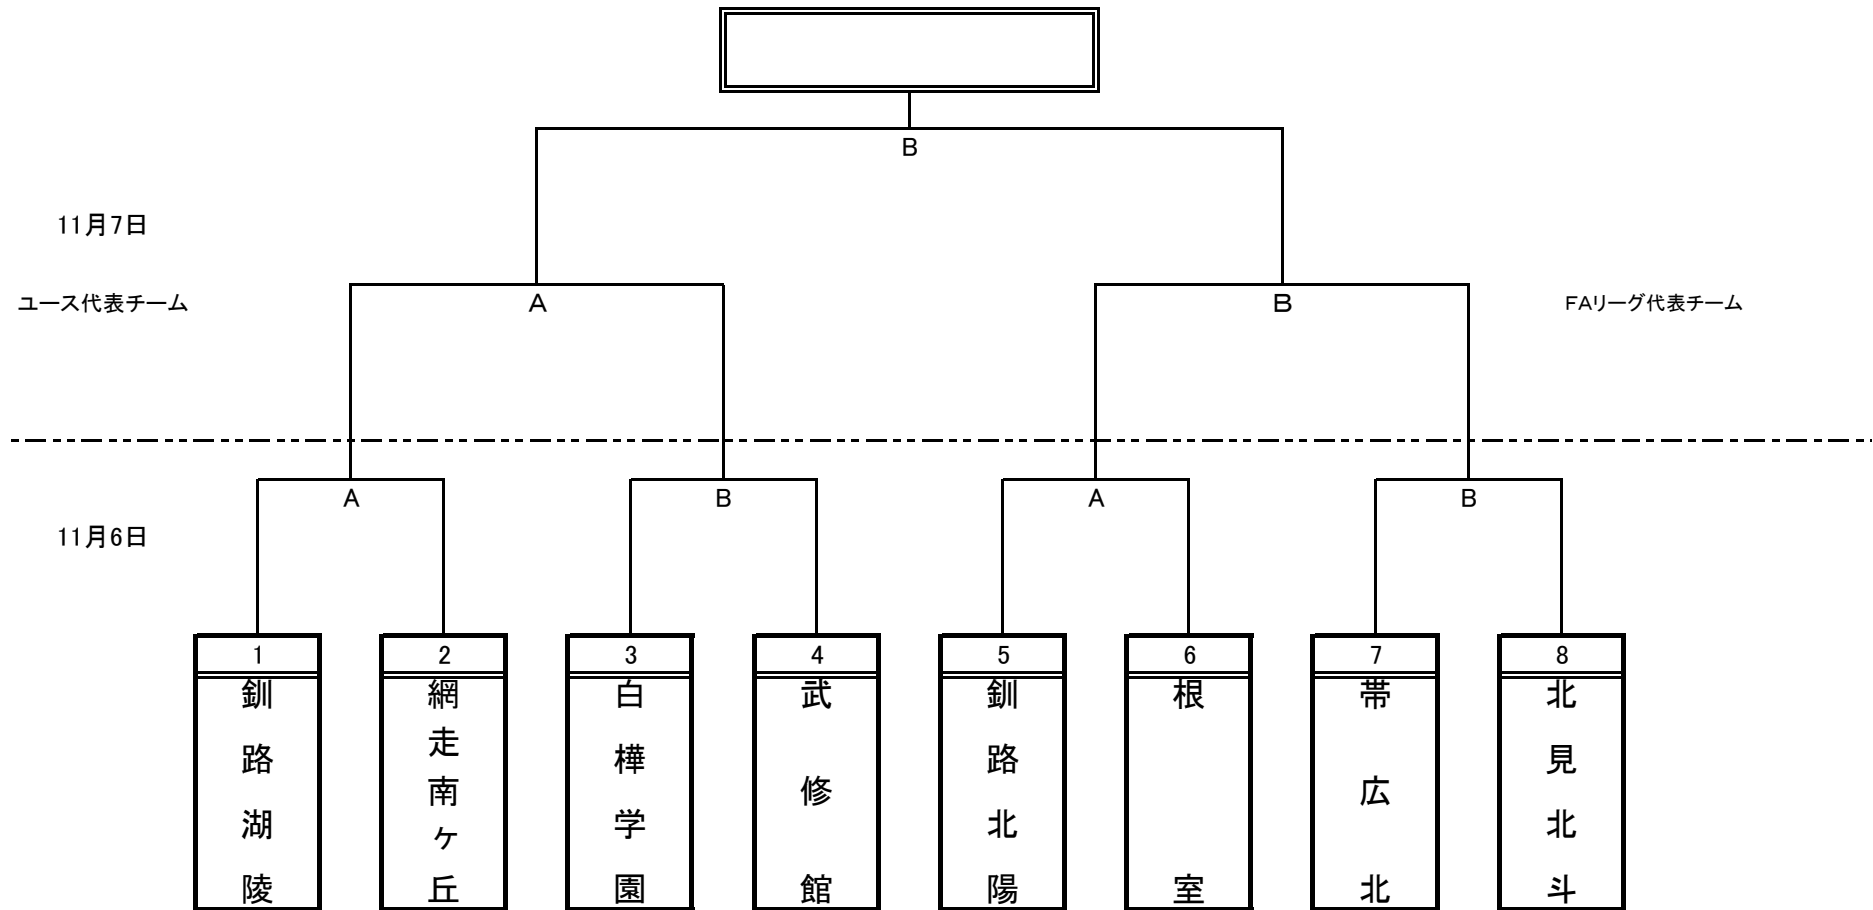 B
11月7日
ユース代表チーム
A
B
FAリーグ代表チーム
A
B
A
B
11月6日
1
2
3
4
5
6
7
8
釧路湖陵
網走南ヶ丘
白樺学園
武修館
釧路北陽
根室
帯広北
北見北斗